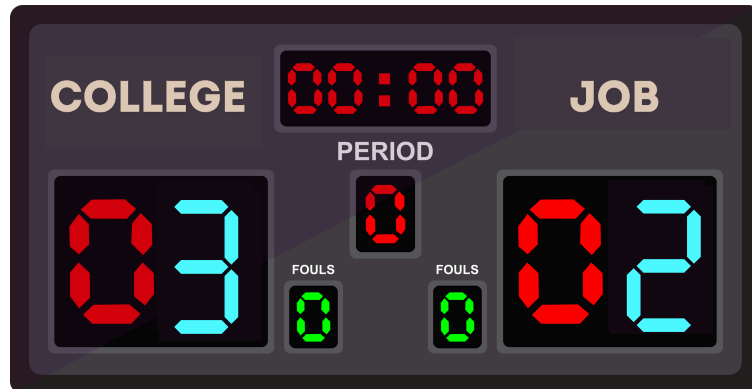 COLLEGE 00:00 JOB
PERIOD
03 0 02
FOULS FOULS
0 0